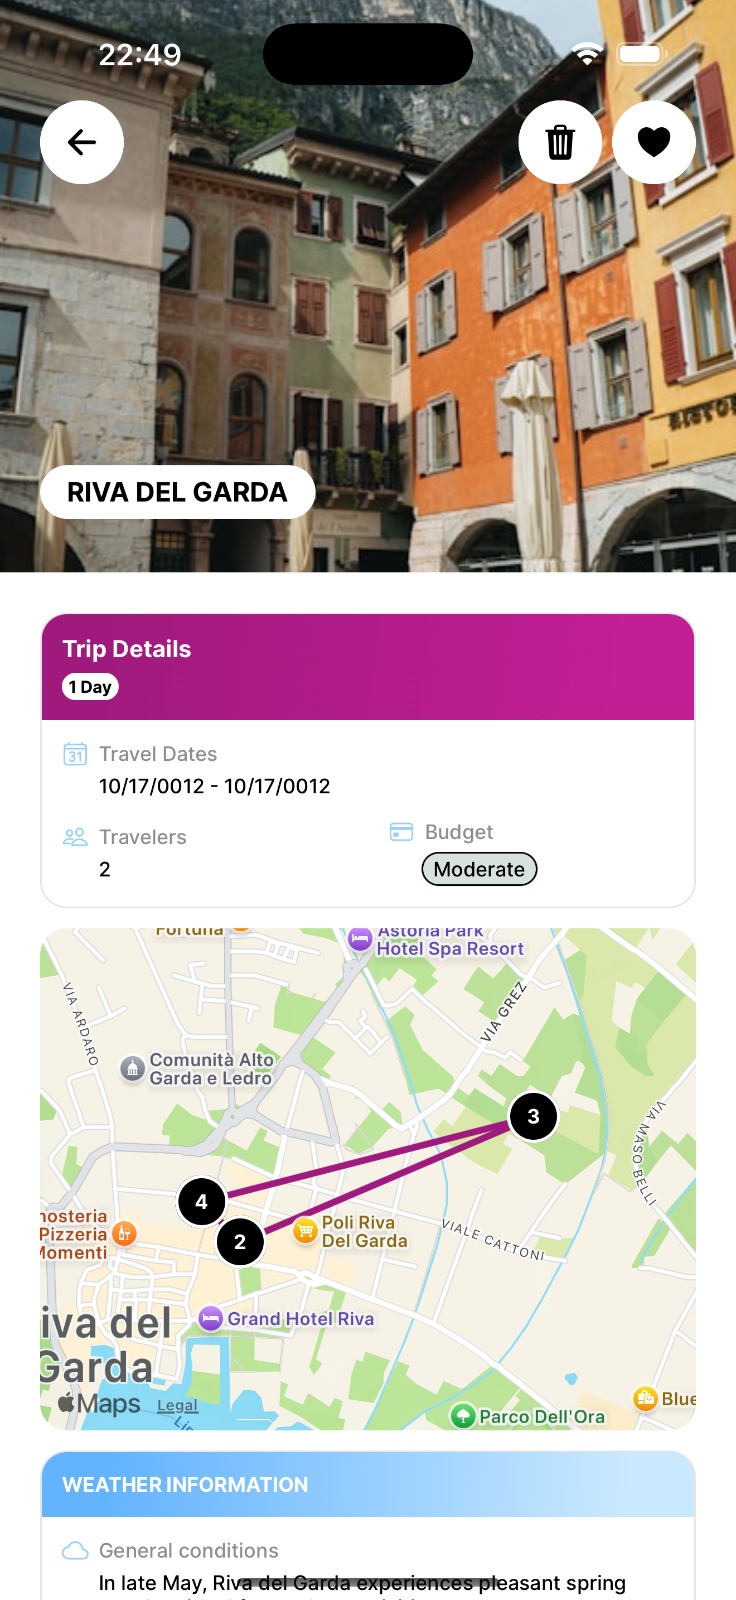 22:49
RISTO
RIVA DEL GARDA
Trip Details
1 Day
31
Travel Dates
10/17/0012 - 10/17/0012
Travelers
2
Budget
Moderate
Fortuna
Astoria Park
Hotel Spa Resort
VIA ARDARO
VIA GREZ
Comunità Alto
Garda e Ledro
3
VIA MASO BELLI
4
nosteria
Pizzeria
Momenti
2
Poli Riva
Del Garda
VIALE CATTONI
iva del
Garda
Grand Hotel Riva
Maps
Legal
Blue
Parco Dell'Ora
WEATHER INFORMATION
General conditions
In late May, Riva del Garda experiences pleasant spring